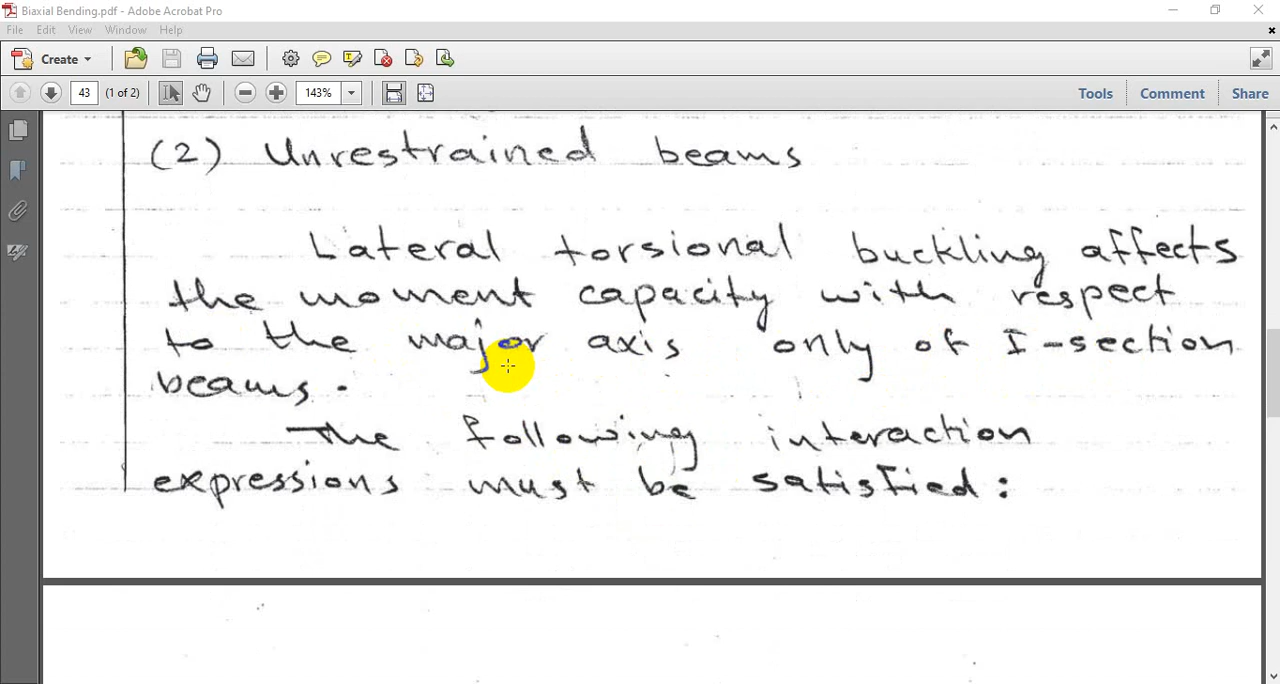 Biaxial Bending.pdf - Adobe Acrobat Pro
File Edit View Window Help
Create
43 (1 of 2) 143% Tools Comment Share
(2) Unrestrained beams
Lateral torsional buckling affects
the moment capacity with respect
to the major axis only of I-section
beams.
The following interaction
expressions must be satisfied: